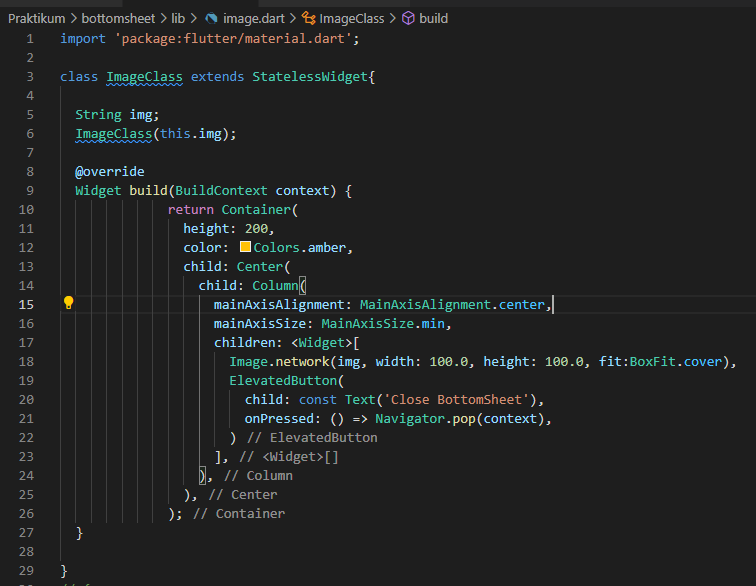 Praktikum > bottomsheet > lib > image.dart > ImageClass > build
1 import 'package:flutter/material.dart';
2
3 class ImageClass extends StatelessWidget{
4
5   String img;
6   ImageClass(this.img);
7
8   @override
9   Widget build(BuildContext context) {
10               return Container(
11                 height: 200,
12                 color: Colors.amber,
13                 child: Center(
14                   child: Column(
15                     mainAxisAlignment: MainAxisAlignment.center,
16                     mainAxisSize: MainAxisSize.min,
17                     children: <Widget>[
18                       Image.network(img, width: 100.0, height: 100.0, fit:BoxFit.cover),
19                       ElevatedButton(
20                         child: const Text('Close BottomSheet'),
21                         onPressed: () => Navigator.pop(context),
22                       ) // ElevatedButton
23                     ], // <Widget>[]
24                   ), // Column
25                 ), // Center
26               ); // Container
27   }
28
29 }